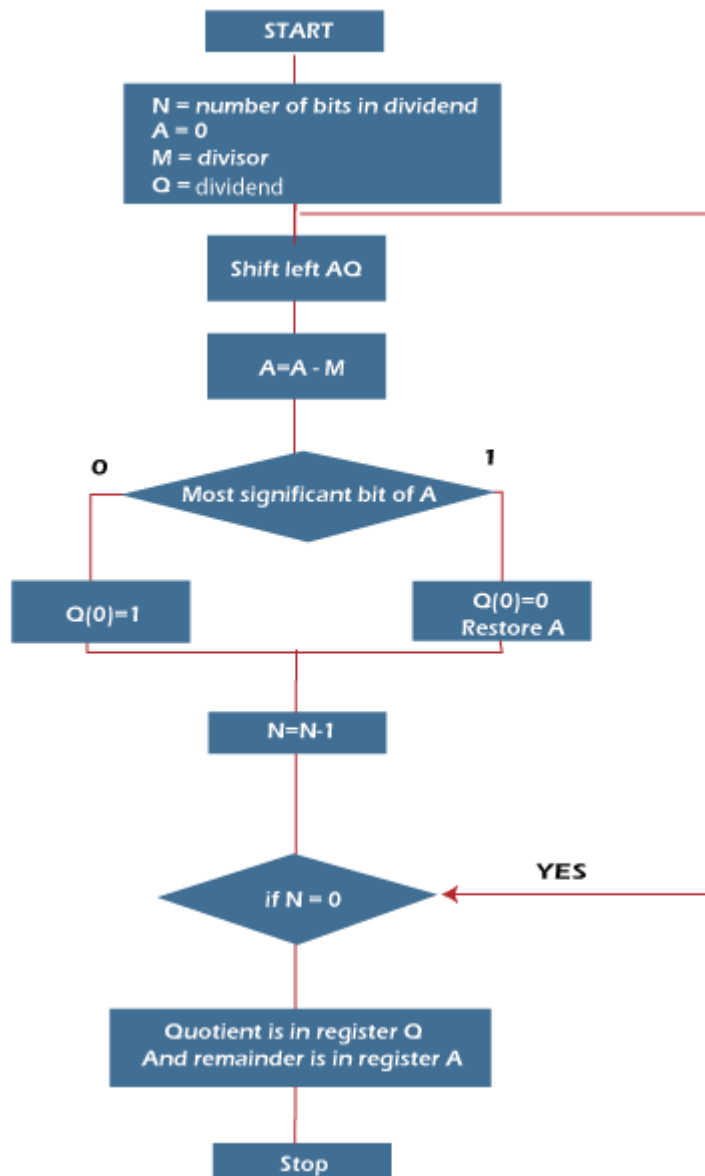 START
N = number of bits in dividend
A = 0
M = divisor
Q = dividend
Shift left AQ
A=A - M
0
1
Most significant bit of A
Q(0)=1
Q(0)=0
Restore A
N=N-1
YES
if N = 0
Quotient is in register Q
And remainder is in register A
Stop